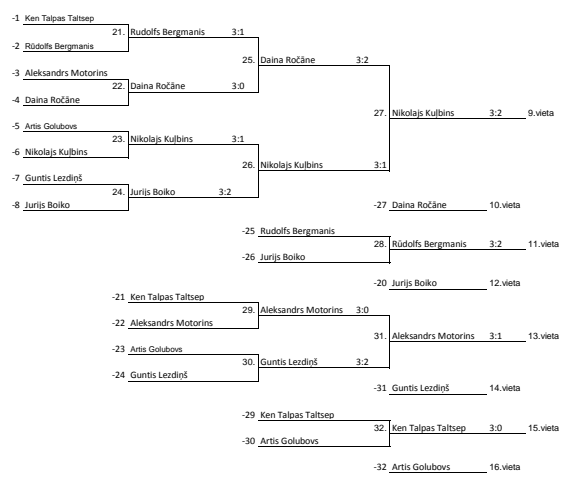 -1 Ken Talpas Taltsep
21. Rudolfs Bergmanis 3:1
-2 Rūdolfs Bergmanis
25. Daina Ročāne 3:2
-3 Aleksandrs Motorins
22. Daina Ročāne 3:0
-4 Daina Ročāne
27. Nikolajs Kuļbins 3:2 9.vieta
-5 Artis Golubovs
23. Nikolajs Kuļbins 3:1
-6 Nikolajs Kuļbins
26. Nikolajs Kuļbins 3:1
-7 Guntis Lezdiņš
24. Jurijs Boiko 3:2
-8 Jurijs Boiko
-27 Daina Ročāne 10.vieta
-25 Rudolfs Bergmanis
28. Rūdolfs Bergmanis 3:2 11.vieta
-26 Jurijs Boiko
-20 Jurijs Boiko 12.vieta
-21 Ken Talpas Taltsep
29. Aleksandrs Motorins 3:0
-22 Aleksandrs Motorins
31. Aleksandrs Motorins 3:1 13.vieta
-23 Artis Golubovs
30. Guntis Lezdiņš 3:2
-24 Guntis Lezdiņš
-31 Guntis Lezdiņš 14.vieta
-29 Ken Talpas Taltsep
32. Ken Talpas Taltsep 3:0 15.vieta
-30 Artis Golubovs
-32 Artis Golubovs 16.vieta